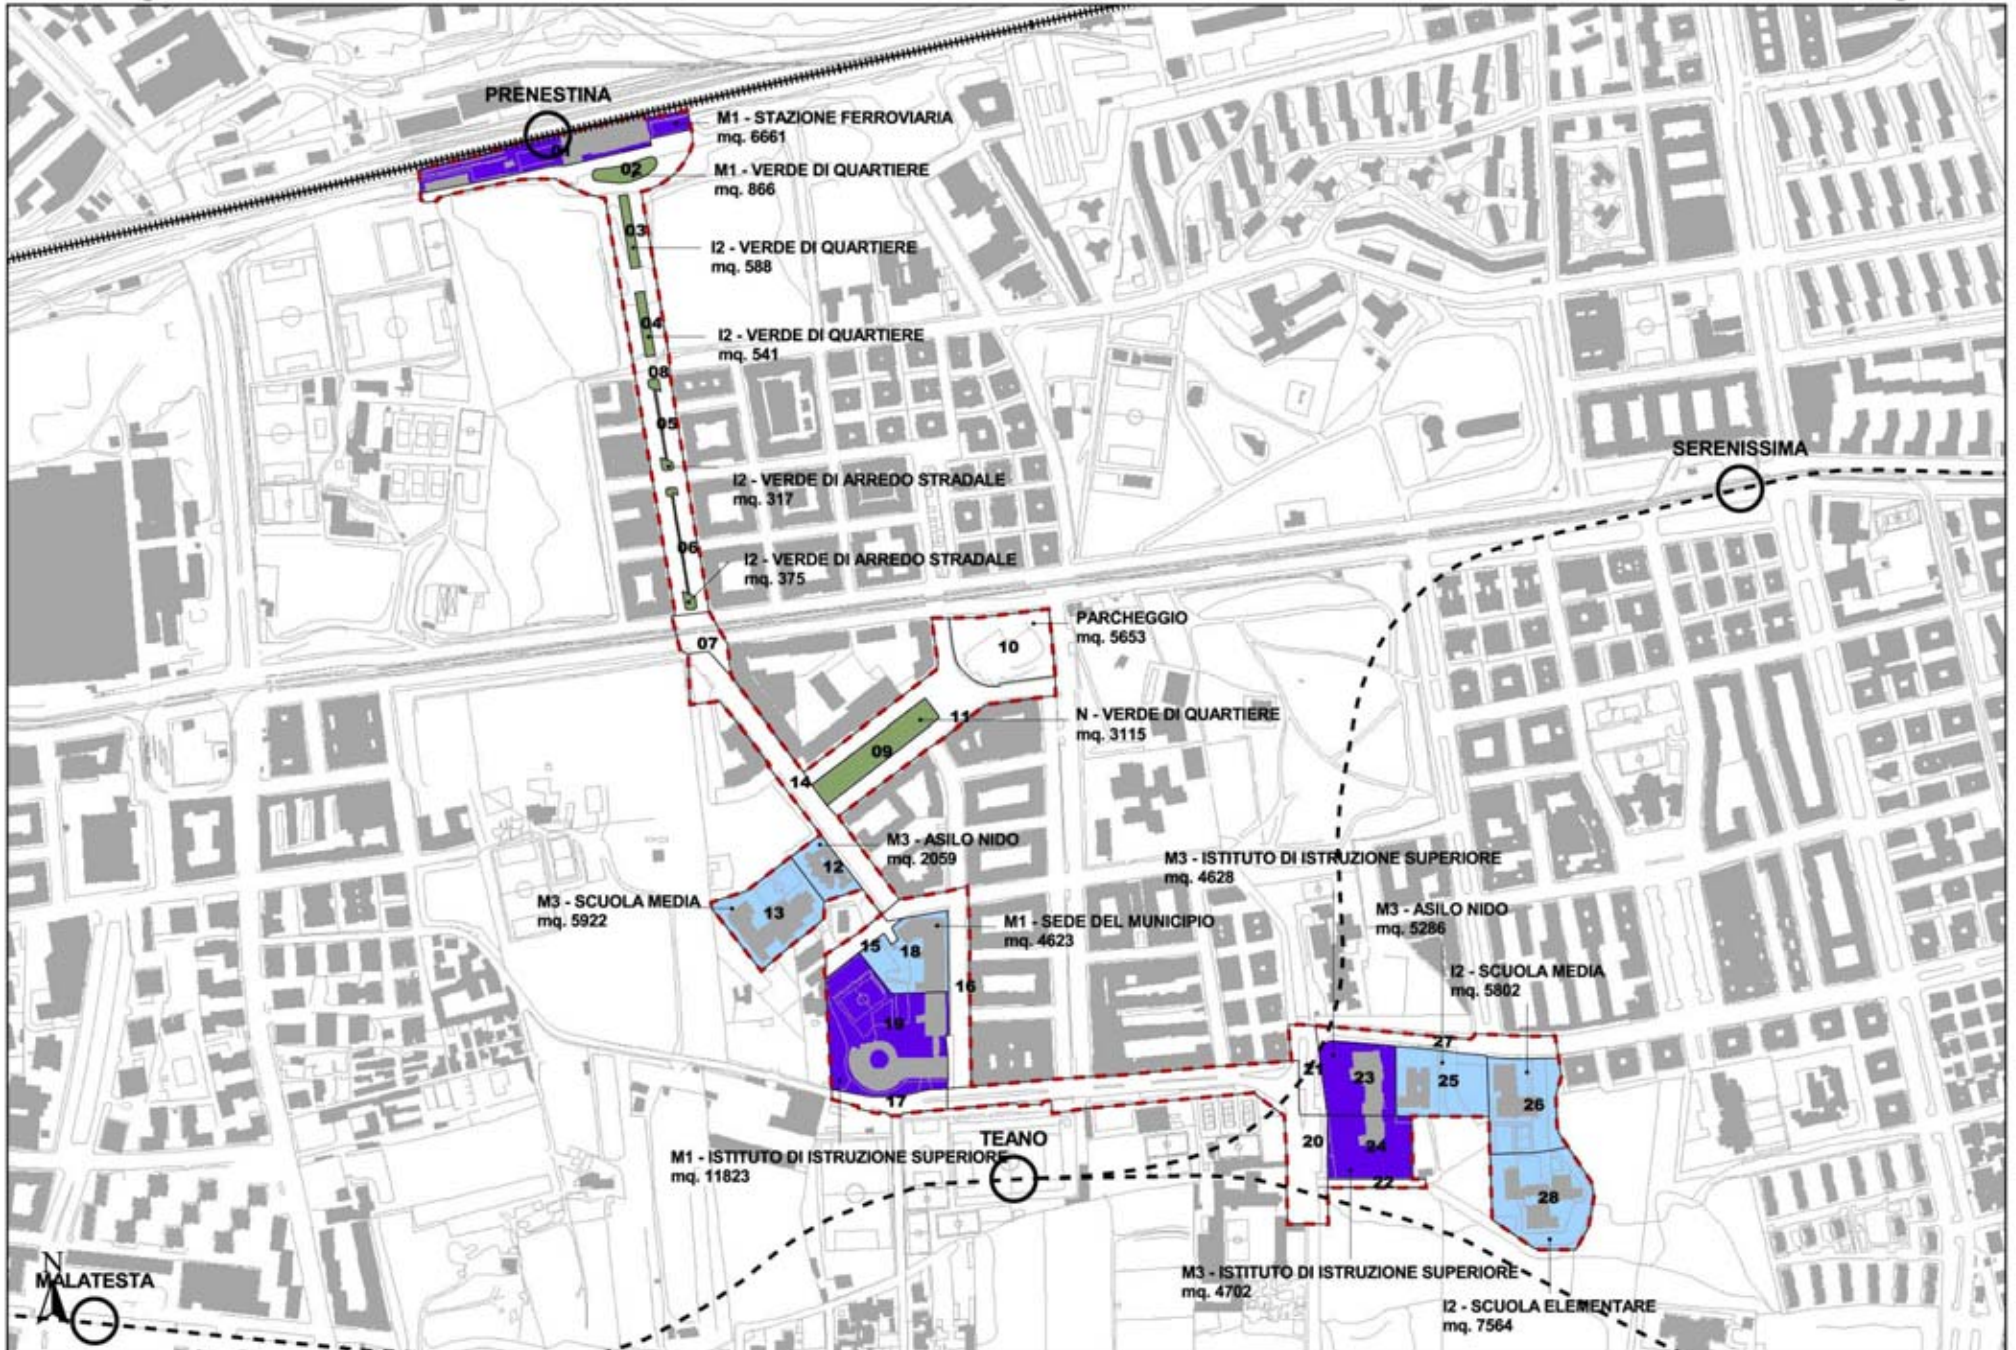 PRENESTINA
M1 - STAZIONE FERROVIARIA
mq. 6661
01
02
M1 - VERDE DI QUARTIERE
mq. 866
03
I2 - VERDE DI QUARTIERE
mq. 588
04
I2 - VERDE DI QUARTIERE
mq. 541
08
05
SERENISSIMA
I2 - VERDE DI ARREDO STRADALE
mq. 317
06
I2 - VERDE DI ARREDO STRADALE
mq. 375
07
10
PARCHEGGIO
mq. 5653
11
N - VERDE DI QUARTIERE
mq. 3115
09
14
M3 - ASILO NIDO
mq. 2059
12
M3 - ISTITUTO DI ISTRUZIONE SUPERIORE
mq. 4628
M3 - SCUOLA MEDIA
mq. 5922
13
M3 - ASILO NIDO
mq. 5286
M1 - SEDE DEL MUNICIPIO
mq. 4623
15
18
16
I2 - SCUOLA MEDIA
mq. 5802
19
27
21
23
25
26
17
20
24
22
28
TEANO
M1 - ISTITUTO DI ISTRUZIONE SUPERIORE
mq. 11823
M3 - ISTITUTO DI ISTRUZIONE SUPERIORE
mq. 4702
I2 - SCUOLA ELEMENTARE
mq. 7564
N
MALATESTA